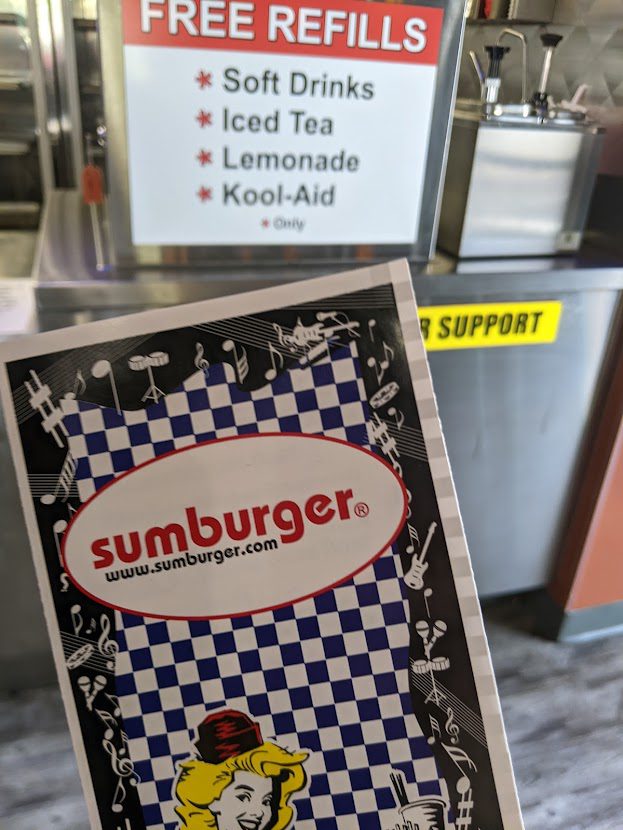 FREE REFILLS
* Soft Drinks
* Iced Tea
* Lemonade
* Kool-Aid
* Only
R SUPPORT
sumburger®
www.sumburger.com